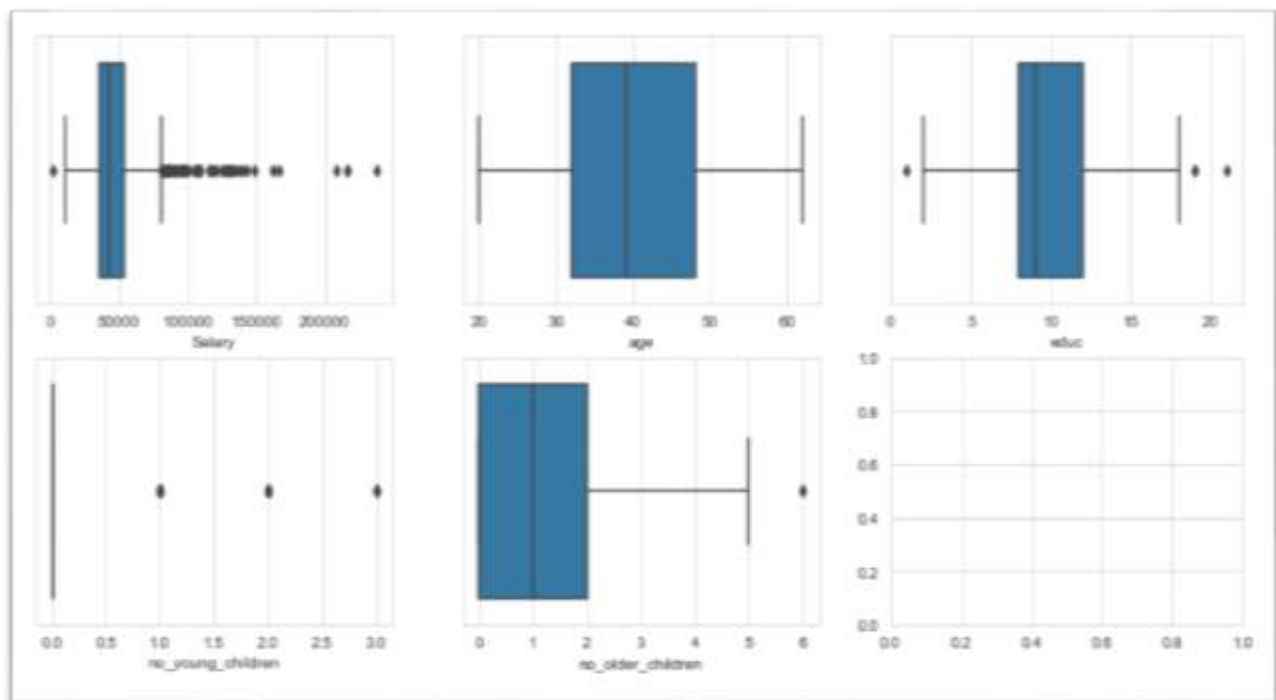 0 50000 100000 150000 200000
Salary
20 30 40 50 60
age
0 5 10 15 20
educ
0.0 0.5 1.0 1.5 2.0 2.5 3.0
no_young_children
0 1 2 3 4 5 6
no_older_children
1.0
0.8
0.6
0.4
0.2
0.0
0.0 0.2 0.4 0.6 0.8 1.0